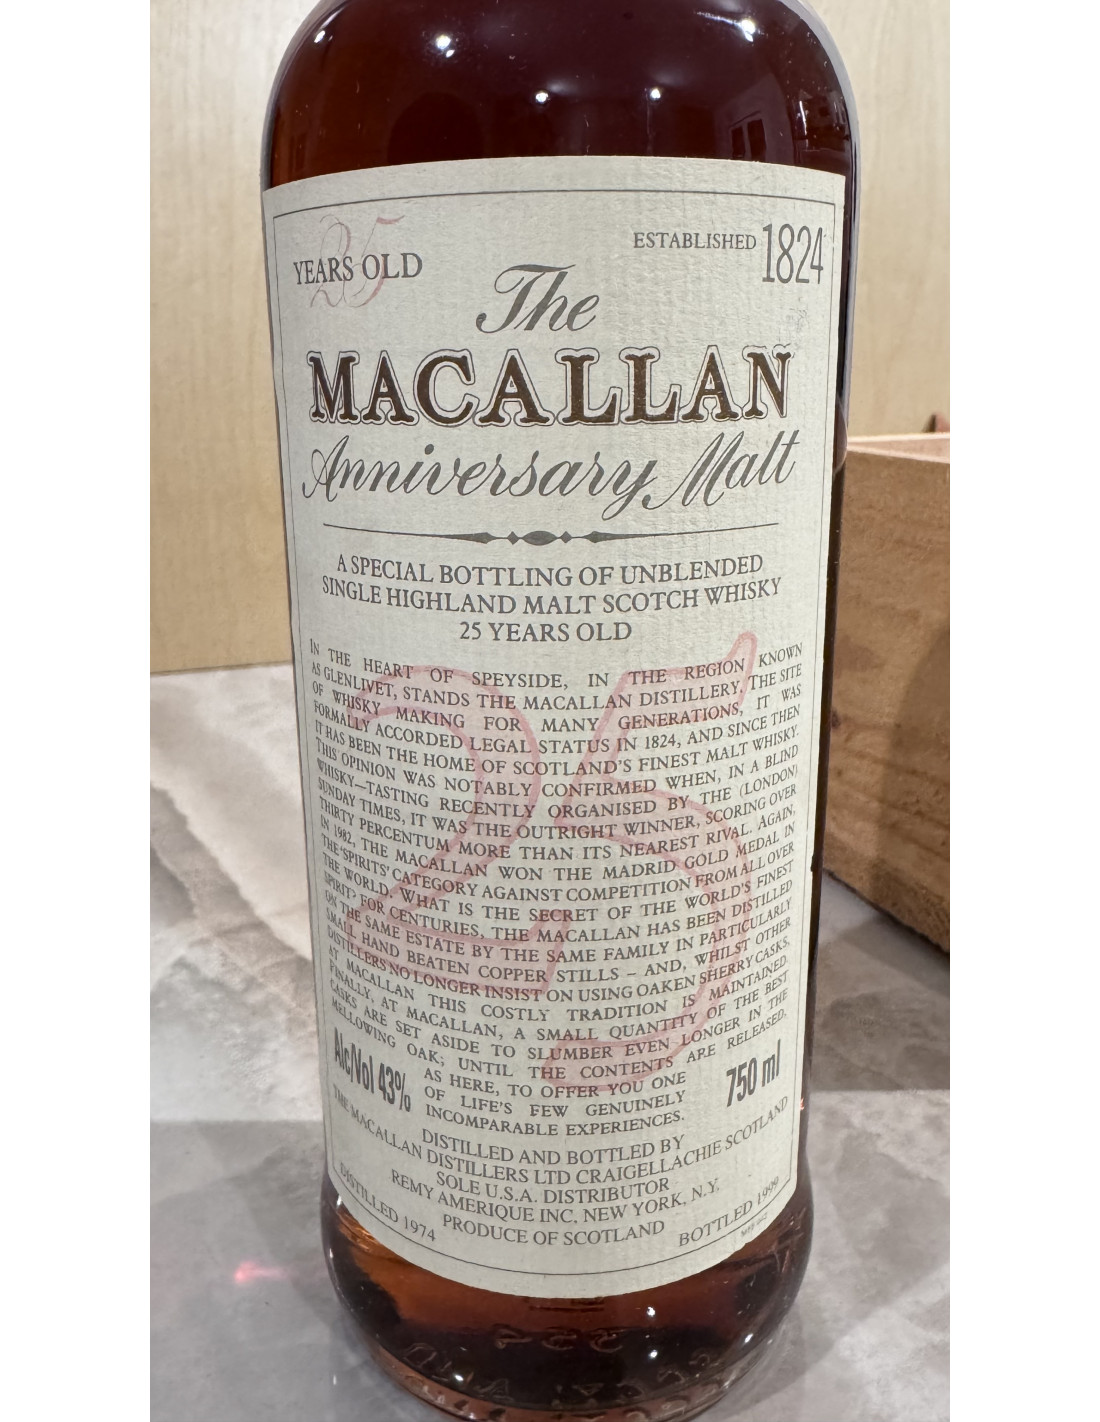 25
YEARS OLD
ESTABLISHED 1824
The
MACALLAN
Anniversary Malt
A SPECIAL BOTTLING OF UNBLENDED
SINGLE HIGHLAND MALT SCOTCH WHISKY
25 YEARS OLD
25
IN THE HEART OF SPEYSIDE, IN THE REGION KNOWN
AS GLENLIVET, STANDS THE MACALLAN DISTILLERY, THE SITE
OF WHISKY MAKING FOR MANY GENERATIONS, IT WAS
FORMALLY ACCORDED LEGAL STATUS IN 1824, AND SINCE THEN
IT HAS BEEN THE HOME OF SCOTLAND'S FINEST MALT WHISKY.
THIS OPINION WAS NOTABLY CONFIRMED WHEN, IN A BLIND
WHISKY—TASTING RECENTLY ORGANISED BY THE (LONDON)
SUNDAY TIMES, IT WAS THE OUTRIGHT WINNER, SCORING OVER
THIRTY PERCENTUM MORE THAN ITS NEAREST RIVAL. AGAIN,
IN 1982, THE MACALLAN WON THE MADRID GOLD MEDAL IN
THE 'SPIRITS' CATEGORY AGAINST COMPETITION FROM ALL OVER
THE WORLD. WHAT IS THE SECRET OF THE WORLD'S FINEST
SPIRIT? FOR CENTURIES, THE MACALLAN HAS BEEN DISTILLED
ON THE SAME ESTATE BY THE SAME FAMILY IN PARTICULARLY
SMALL HAND BEATEN COPPER STILLS – AND, WHILST OTHER
DISTILLERS NO LONGER INSIST ON USING OAKEN SHERRY CASKS,
AT MACALLAN THIS COSTLY TRADITION IS MAINTAINED.
FINALLY, AT MACALLAN, A SMALL QUANTITY OF THE BEST
CASKS ARE SET ASIDE TO SLUMBER EVEN LONGER IN THE
MELLOWING OAK; UNTIL THE CONTENTS ARE RELEASED,
AS HERE, TO OFFER YOU ONE
OF LIFE'S FEW GENUINELY
INCOMPARABLE EXPERIENCES.
Alc/Vol 43%
750 ml
DISTILLED AND BOTTLED BY
THE MACALLAN DISTILLERS LTD CRAIGELLACHIE SCOTLAND
SOLE U.S.A. DISTRIBUTOR
REMY AMERIQUE INC, NEW YORK, N.Y.
PRODUCE OF SCOTLAND
DISTILLED 1974
BOTTLED 1999